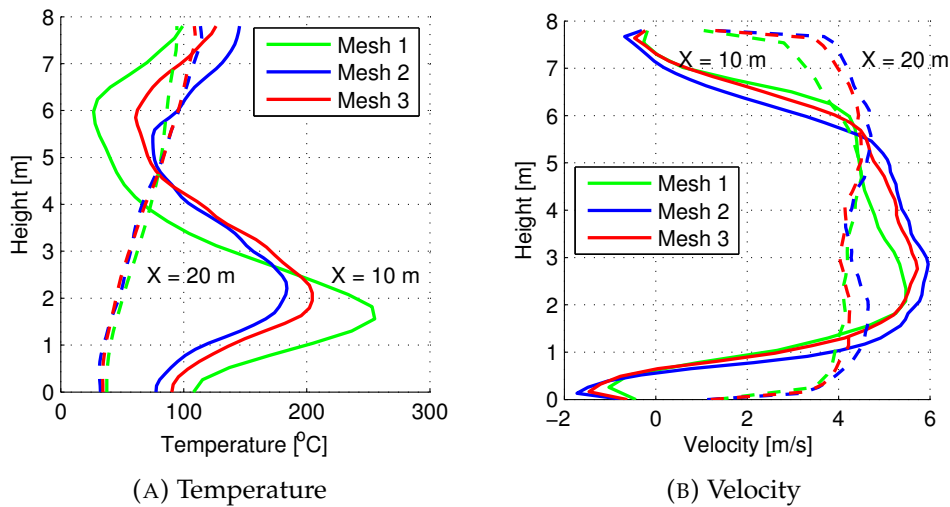 8
7
6
5
4
3
2
1
0
Height [m]
Mesh 1
Mesh 2
Mesh 3
X = 20 m
X = 10 m
0
100
200
300
Temperature [°C]
(A) Temperature
8
7
6
5
4
3
2
1
0
Height [m]
X = 10 m
X = 20 m
Mesh 1
Mesh 2
Mesh 3
−2
0
2
4
6
Velocity [m/s]
(B) Velocity